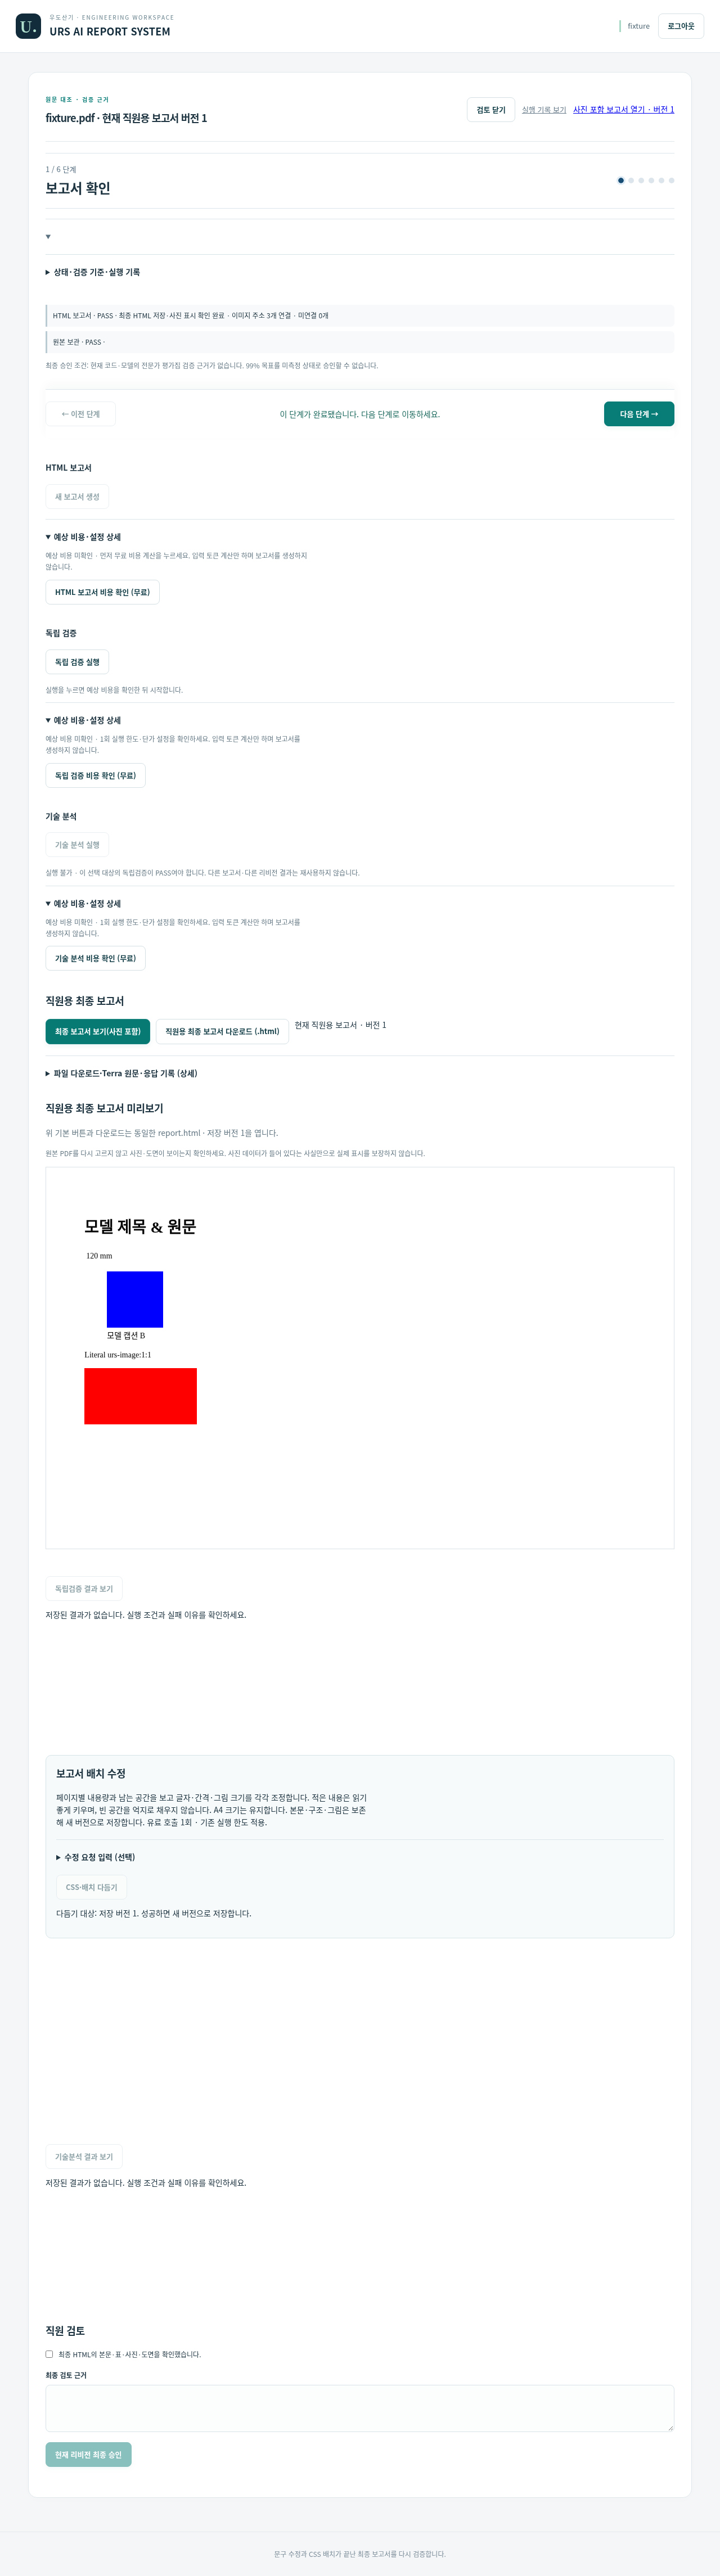 U.
우도산기 · ENGINEERING WORKSPACE
URS AI REPORT SYSTEM
fixture
로그아웃
원문 대조 · 검증 근거
fixture.pdf · 현재 직원용 보고서 버전 1
검토 닫기
실행 기록 보기
사진 포함 보고서 열기 · 버전 1
1 / 6 단계
보고서 확인
상태·검증 기준·실행 기록
HTML 보고서 · PASS · 최종 HTML 저장·사진 표시 확인 완료 · 이미지 주소 3개 연결 · 미연결 0개
원본 보관 · PASS ·
최종 승인 조건: 현재 코드·모델의 전문가 평가집 검증 근거가 없습니다. 99% 목표를 미측정 상태로 승인할 수 없습니다.
← 이전 단계
이 단계가 완료됐습니다. 다음 단계로 이동하세요.
다음 단계 →
HTML 보고서
새 보고서 생성
예상 비용·설정 상세
예상 비용 미확인 · 먼저 무료 비용 계산을 누르세요. 입력 토큰 계산만 하며 보고서를 생성하지
않습니다.
HTML 보고서 비용 확인 (무료)
독립 검증
독립 검증 실행
실행을 누르면 예상 비용을 확인한 뒤 시작합니다.
예상 비용·설정 상세
예상 비용 미확인 · 1회 실행 한도·단가 설정을 확인하세요. 입력 토큰 계산만 하며 보고서를
생성하지 않습니다.
독립 검증 비용 확인 (무료)
기술 분석
기술 분석 실행
실행 불가 · 이 선택 대상의 독립검증이 PASS여야 합니다. 다른 보고서·다른 리비전 결과는 재사용하지 않습니다.
예상 비용·설정 상세
예상 비용 미확인 · 1회 실행 한도·단가 설정을 확인하세요. 입력 토큰 계산만 하며 보고서를
생성하지 않습니다.
기술 분석 비용 확인 (무료)
직원용 최종 보고서
최종 보고서 보기(사진 포함)
직원용 최종 보고서 다운로드 (.html)
현재 직원용 보고서 · 버전 1
파일 다운로드·Terra 원문·응답 기록 (상세)
직원용 최종 보고서 미리보기
위 기본 버튼과 다운로드는 동일한 report.html · 저장 버전 1을 엽니다.
원본 PDF를 다시 고르지 않고 사진·도면이 보이는지 확인하세요. 사진 데이터가 들어 있다는 사실만으로 실제 표시를 보장하지 않습니다.
모델 제목 & 원문
120 mm
모델 캡션 B
Literal urs-image:1:1
독립검증 결과 보기
저장된 결과가 없습니다. 실행 조건과 실패 이유를 확인하세요.
보고서 배치 수정
페이지별 내용량과 남는 공간을 보고 글자·간격·그림 크기를 각각 조정합니다. 적은 내용은 읽기
좋게 키우며, 빈 공간을 억지로 채우지 않습니다. A4 크기는 유지합니다. 본문·구조·그림은 보존
해 새 버전으로 저장합니다. 유료 호출 1회 · 기존 실행 한도 적용.
수정 요청 입력 (선택)
CSS·배치 다듬기
다듬기 대상: 저장 버전 1. 성공하면 새 버전으로 저장합니다.
기술분석 결과 보기
저장된 결과가 없습니다. 실행 조건과 실패 이유를 확인하세요.
직원 검토
최종 HTML의 본문·표·사진·도면을 확인했습니다.
최종 검토 근거
현재 리비전 최종 승인
문구 수정과 CSS 배치가 끝난 최종 보고서를 다시 검증합니다.